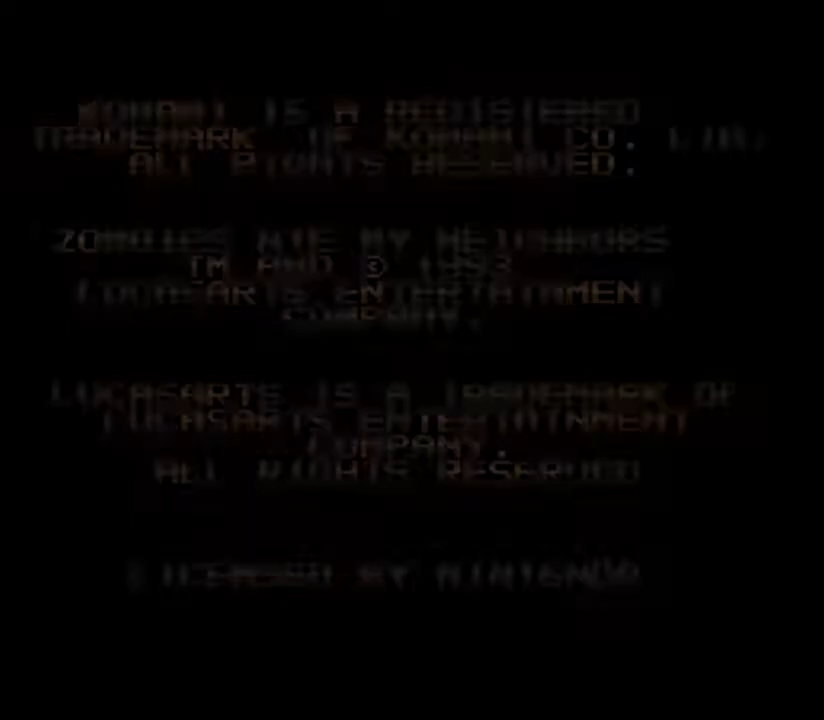 KONAMI IS A REGISTERED
TRADEMARK OF KONAMI CO. LTD.
ALL RIGHTS RESERVED.
ZOMBIES ATE MY NEIGHBORS
TM AND © 1993
LUCASARTS ENTERTAINMENT
COMPANY.
LUCASARTS IS A TRADEMARK OF
LUCASARTS ENTERTAINMENT
COMPANY.
ALL RIGHTS RESERVED
LICENSED BY NINTENDO